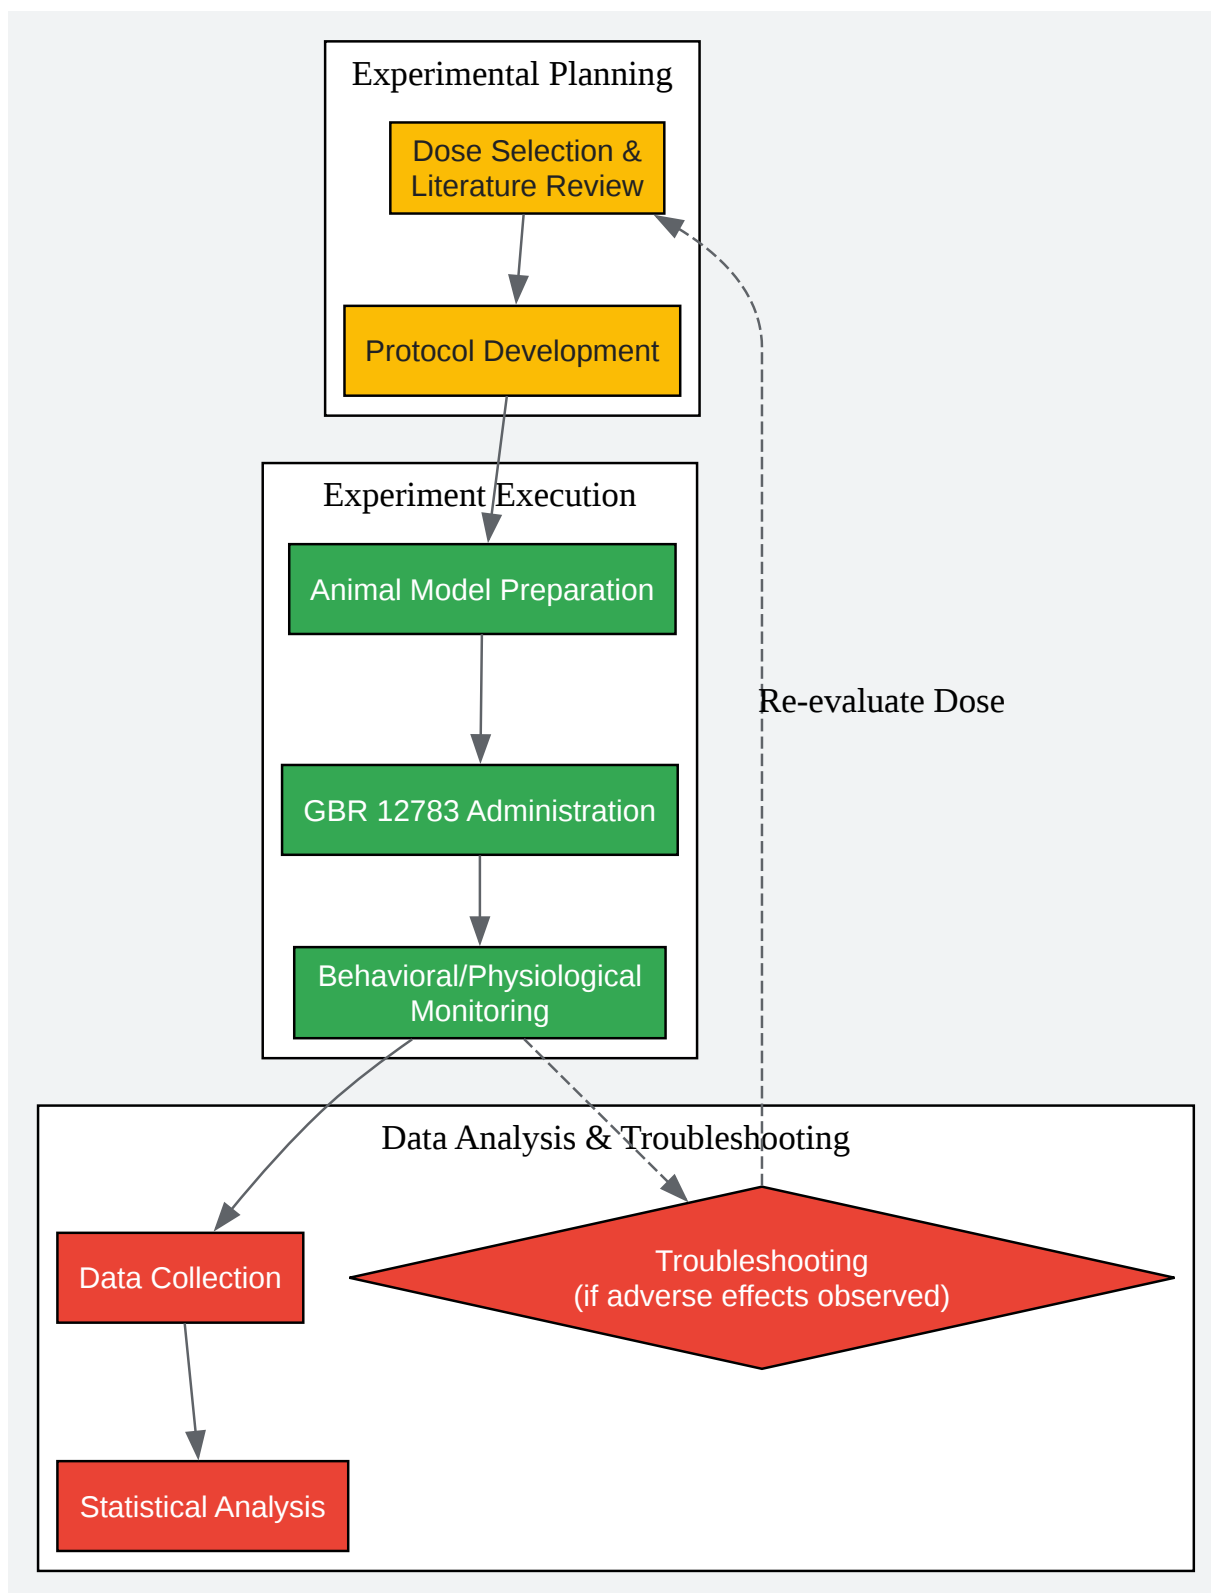 Experimental Planning
Dose Selection &
Literature Review
Protocol Development
Experiment Execution
Animal Model Preparation
Re-evaluate Dose
GBR 12783 Administration
Behavioral/Physiological
Monitoring
Data Analysis & Troubleshooting
Data Collection
Troubleshooting
(if adverse effects observed)
Statistical Analysis